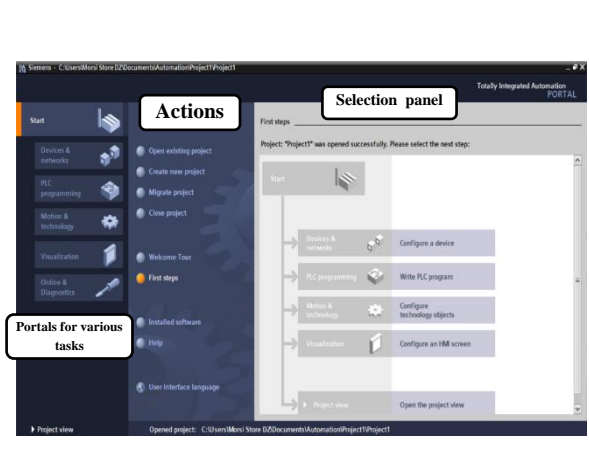 Siemens - C:\Users\Morsi Store DZ\Documents\Automation\Project1\Project1
Totally Integrated Automation
PORTAL
Start
Devices &
networks
PLC
programming
Motion &
technology
Visualization
Online &
Diagnostics
Portals for various
tasks
Project view
Actions
Open existing project
Create new project
Migrate project
Close project
Welcome Tour
First steps
Installed software
Help
User interface language
Selection panel
First steps
Project: "Project1" was opened successfully. Please select the next step:
Start
Devices &
networks
Configure a device
PLC programming
Write PLC program
Motion &
technology
Configure
technology objects
Visualization
Configure an HMI screen
Project view
Open the project view
Opened project: C:\Users\Morsi Store DZ\Documents\Automation\Project1\Project1